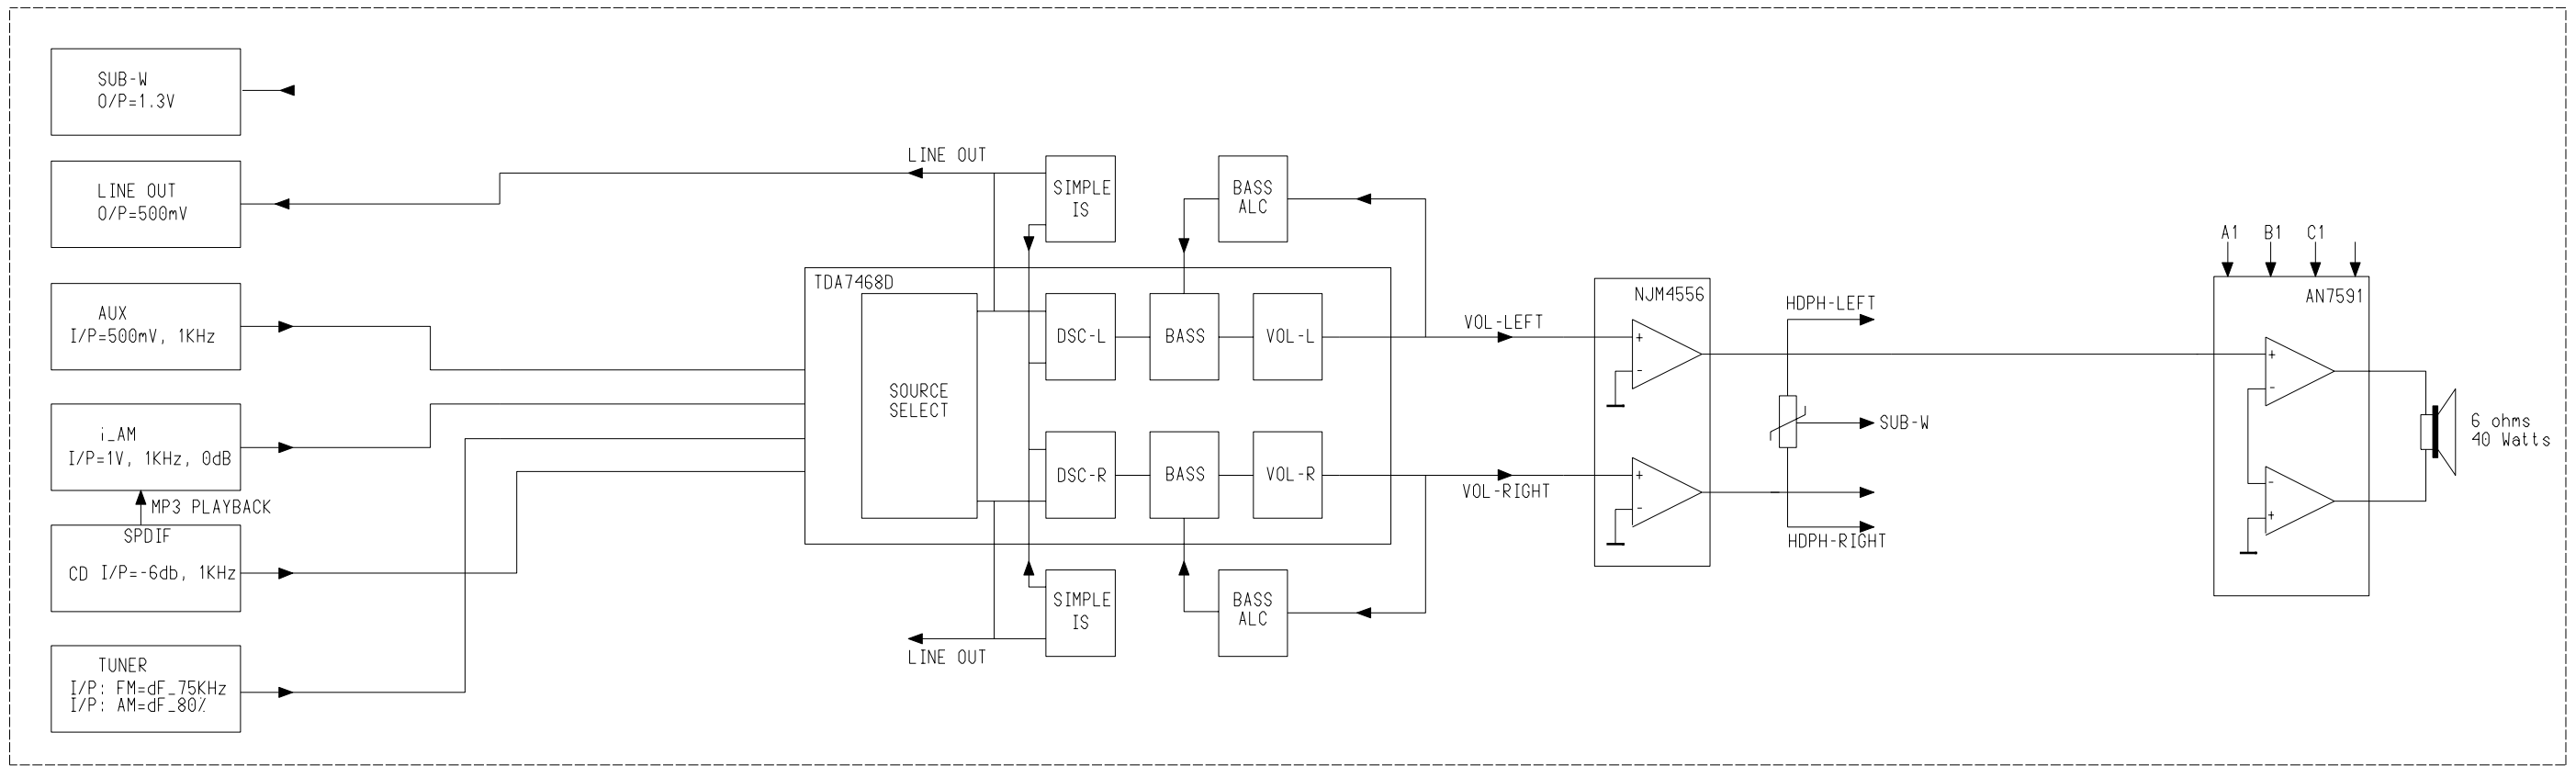 SUB-W
O/P=1.3V
LINE OUT
O/P=500mV
AUX
I/P=500mV, 1KHz
i_AM
I/P=1V, 1KHz, 0dB
MP3 PLAYBACK
SPDIF
CD I/P=-6db, 1KHz
TUNER
I/P: FM=dF_75KHz
I/P: AM=dF_80%
LINE OUT
SIMPLE
IS
BASS
ALC
TDA7468D
SOURCE
SELECT
DSC-L
BASS
VOL-L
DSC-R
BASS
VOL-R
SIMPLE
IS
BASS
ALC
LINE OUT
VOL-LEFT
VOL-RIGHT
NJM4556
+
-
+
-
HDPH-LEFT
SUB-W
HDPH-RIGHT
A1 B1 C1
AN7591
+
-
-
+
6 ohms
40 Watts